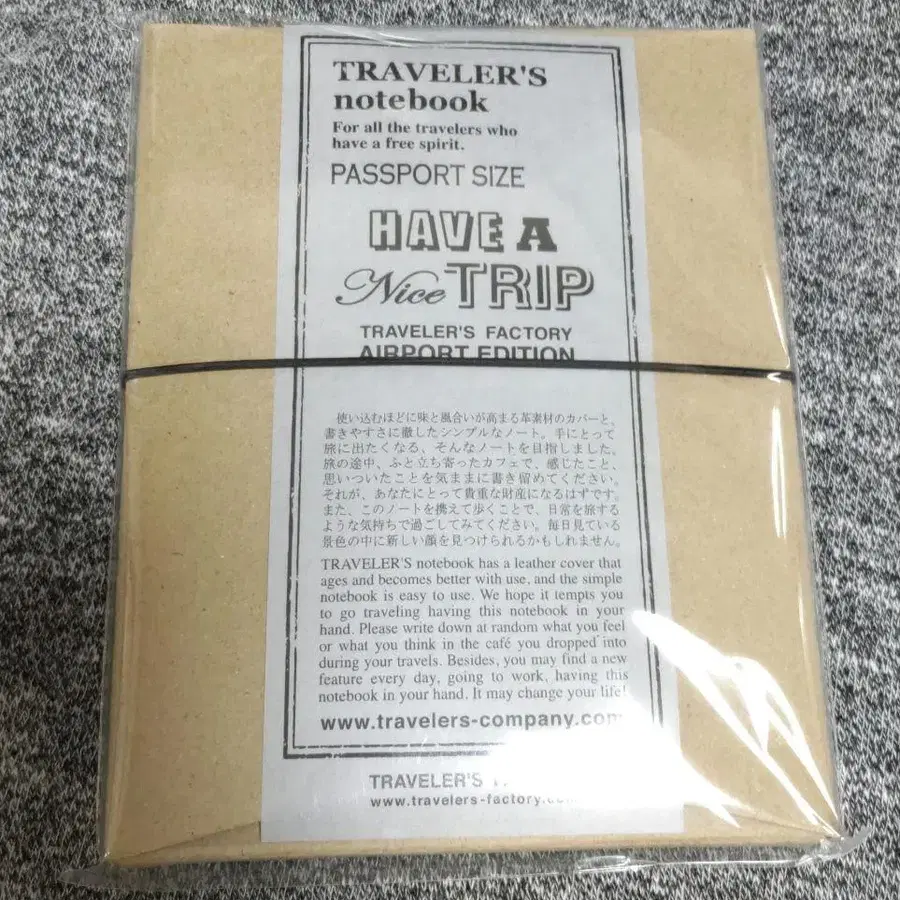 TRAVELER'S
notebook
For all the travelers who
have a free spirit.
PASSPORT SIZE
HAVE A
Nice TRIP
TRAVELER'S FACTORY
AIRPORT EDITION
使い込むほどに味と風合いが高まる革素材のカバーと、
書きやすさに徹したシンプルなノート。手にとって
旅に出たくなる、そんなノートを目指しました。
旅の途中、ふと立ち寄ったカフェで、感じたこと、
思いついたことを気ままに書き留めてください。
それが、あなたにとって貴重な財産になるはずです。
また、このノートを携えて歩くことで、日常を旅する
ような気持ちで過ごしてみてください。毎日見ている
景色の中に新しい顔を見つけられるかもしれません。
TRAVELER'S notebook has a leather cover that
ages and becomes better with use, and the simple
notebook is easy to use. We hope it tempts you
to go traveling having this notebook in your
hand. Please write down at random what you feel
or what you think in the café you dropped into
during your travels. Besides, you may find a new
feature every day, going to work, having this
notebook in your hand. It may change your life!
www.travelers-company.com
TRAVELER'S
www.travelers-factory.com